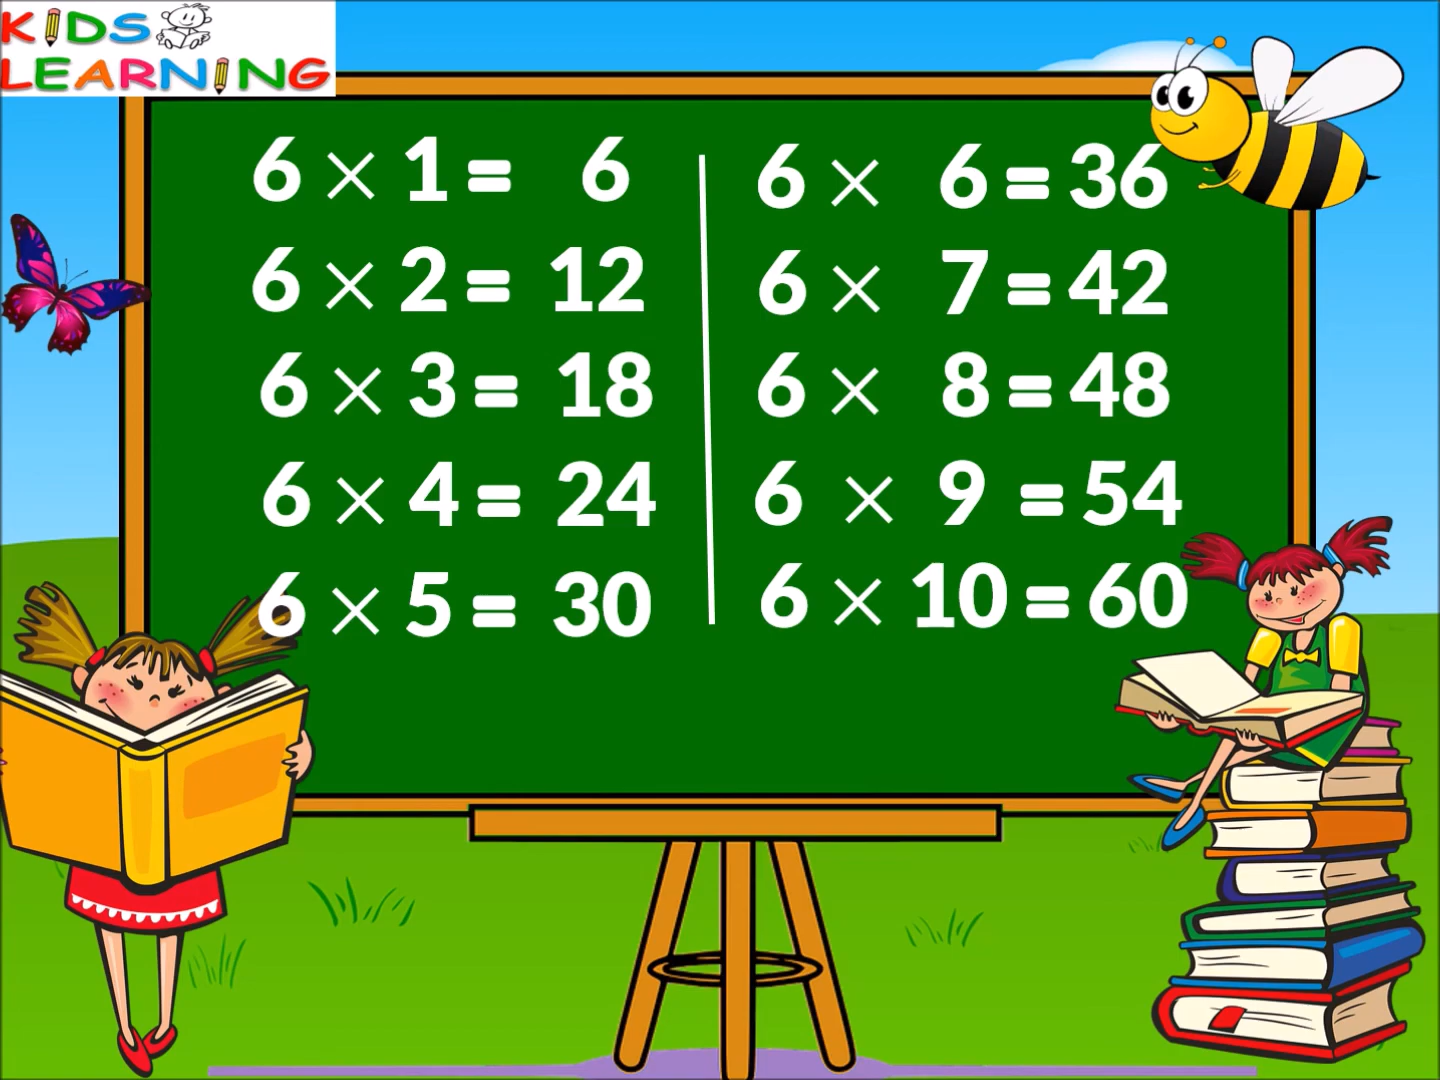 KIDS
LEARNING
6 × 1 = 6
6 × 2 = 12
6 × 3 = 18
6 × 4 = 24
6 × 5 = 30
6 × 6 = 36
6 × 7 = 42
6 × 8 = 48
6 × 9 = 54
6 × 10 = 60